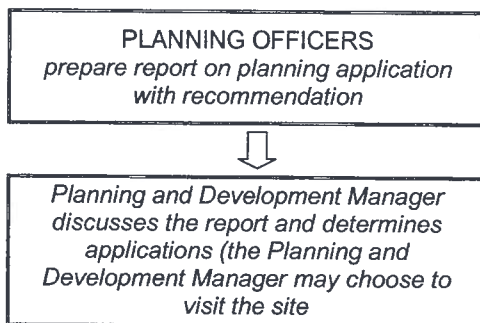 PLANNING OFFICERS
prepare report on planning application
with recommendation
Planning and Development Manager
discusses the report and determines
applications (the Planning and
Development Manager may choose to
visit the site